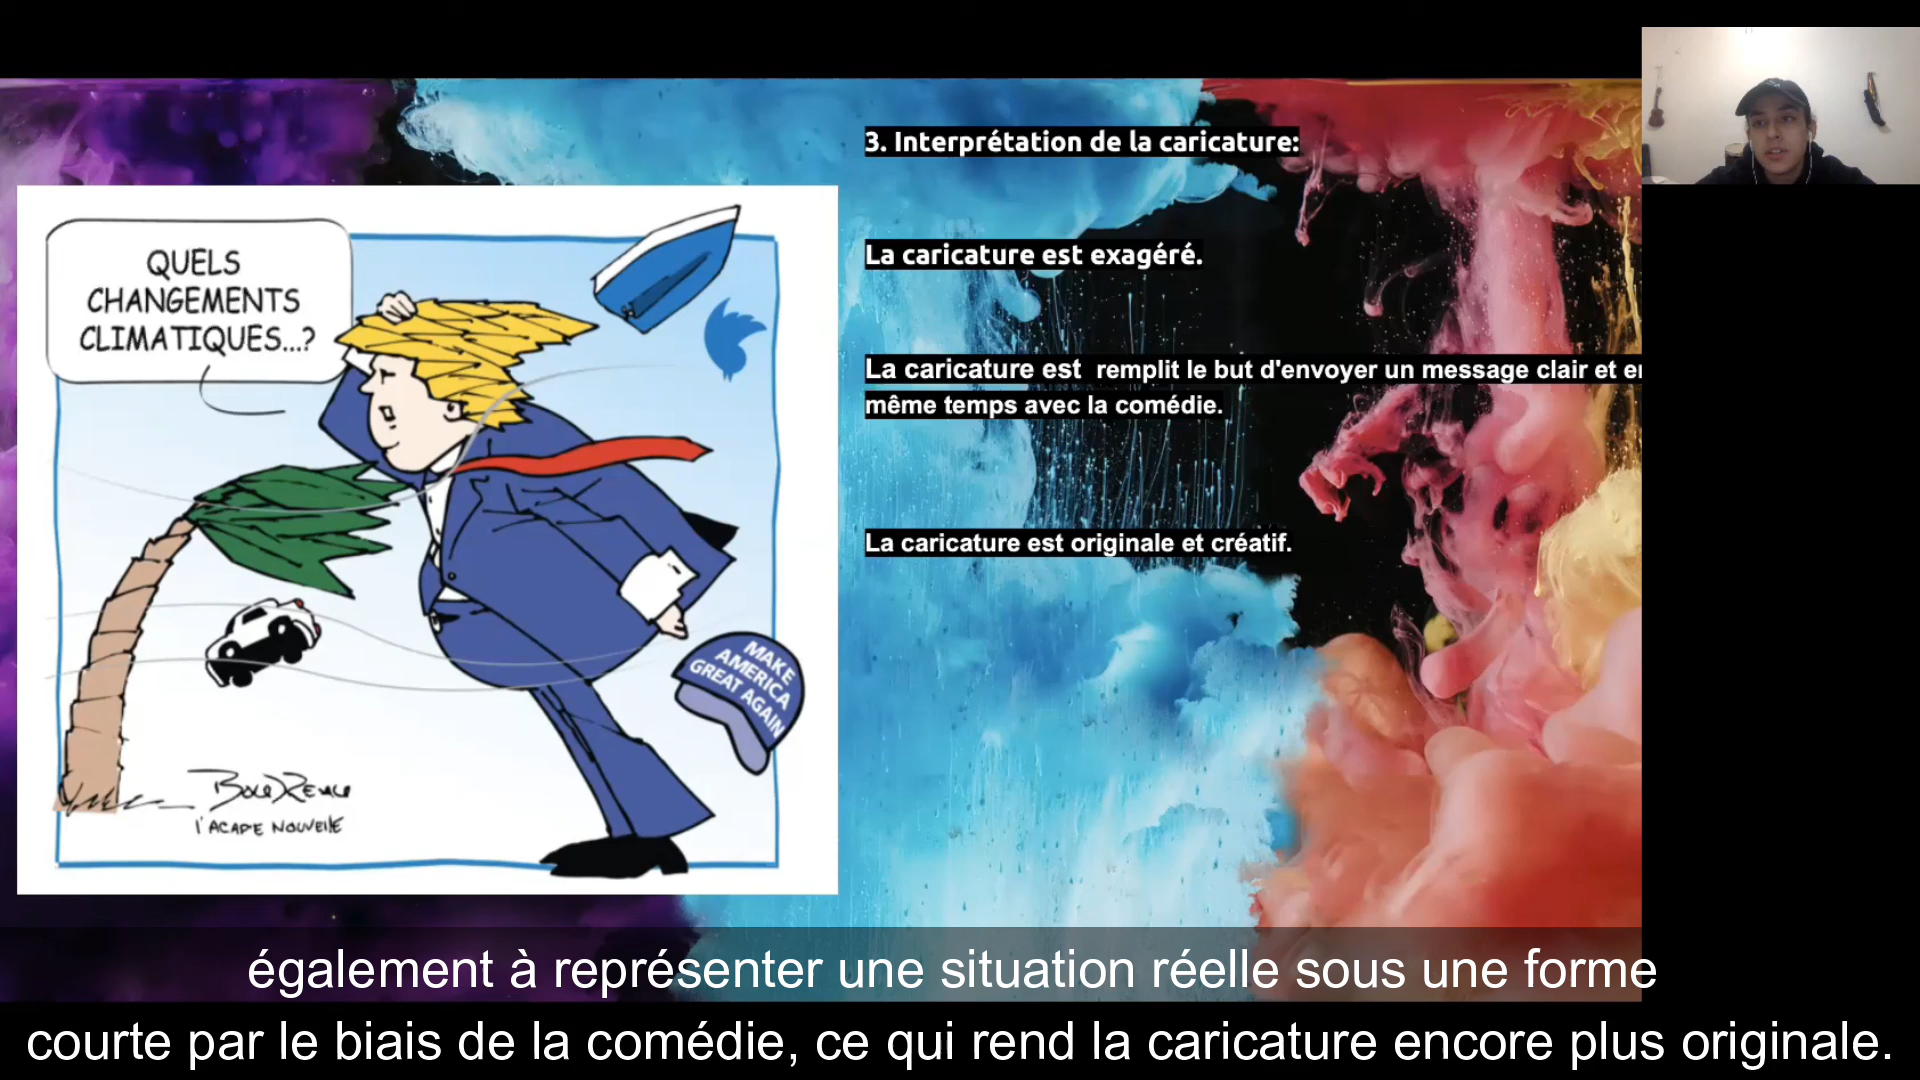 3. Interprétation de la caricature:
La caricature est exagéré.
La caricature est remplit le but d'envoyer un message clair et
même temps avec la comédie.
La caricature est originale et créatif.
QUELS
CHANGEMENTS
CLIMATIQUES...?
MAKE
AMERICA
GREAT AGAIN
l'ACADIE NOUVELLE
également à représenter une situation réelle sous une forme
courte par le biais de la comédie, ce qui rend la caricature encore plus originale.